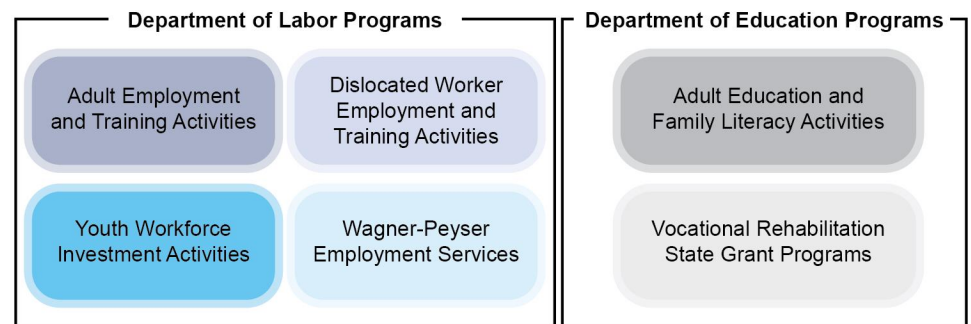 Department of Labor Programs
Adult Employment
and Training Activities
Dislocated Worker
Employment and
Training Activities
Youth Workforce
Investment Activities
Wagner-Peyser
Employment Services
Department of Education Programs
Adult Education and
Family Literacy Activities
Vocational Rehabilitation
State Grant Programs